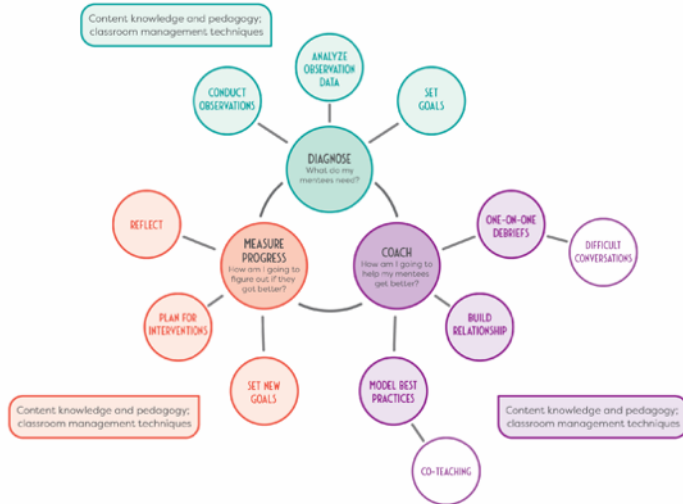 Content knowledge and pedagogy;
classroom management techniques
ANALYZE
OBSERVATION
DATA
CONDUCT
OBSERVATIONS
SET
GOALS
DIAGNOSE
What do my
mentees need?
REFLECT
MEASURE
PROGRESS
How am I going to
figure out if they
got better?
COACH
How am I going to
help my mentees
get better?
ONE-ON-ONE
DEBRIEFS
DIFFICULT
CONVERSATIONS
PLAN FOR
INTERVENTIONS
BUILD
RELATIONSHIP
SET NEW
GOALS
MODEL BEST
PRACTICES
Content knowledge and pedagogy;
classroom management techniques
Content knowledge and pedagogy;
classroom management techniques
CO-TEACHING